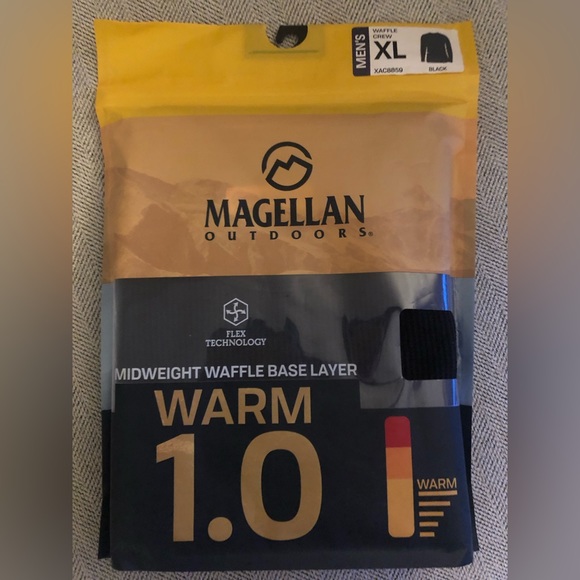 MEN'S
WAFFLE
CREW
XL
XAC8859
BLACK
MAGELLAN
OUTDOORS®
FLEX
TECHNOLOGY
MIDWEIGHT WAFFLE BASE LAYER
WARM
1.0
WARM